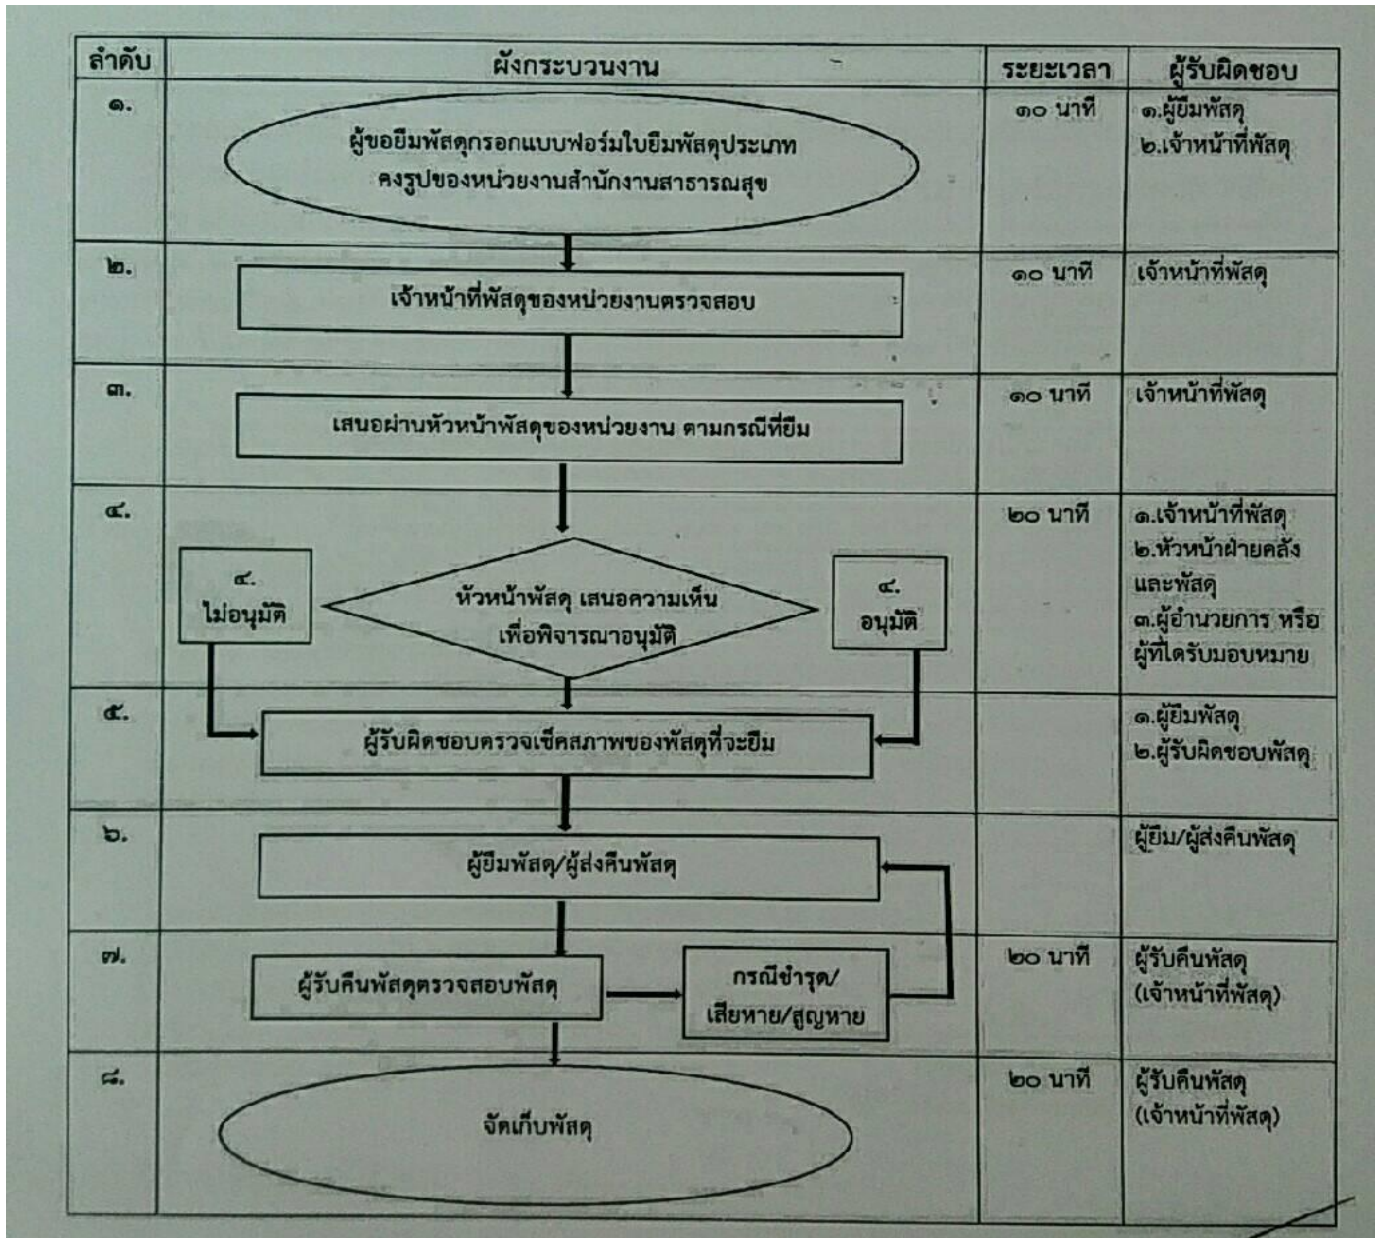 ลำดับ ผังกระบวนงาน ระยะเวลา ผู้รับผิดชอบ
๑.
ผู้ขอยืมพัสดุกรอกแบบฟอร์มใบยืมพัสดุประเภท
คงรูปของหน่วยงานสำนักงานสาธารณสุข
๑๐ นาที
๑.ผู้ยืมพัสดุ
๒.เจ้าหน้าที่พัสดุ
๒.
เจ้าหน้าที่พัสดุของหน่วยงานตรวจสอบ
๑๐ นาที
เจ้าหน้าที่พัสดุ
๓.
เสนอผ่านหัวหน้าพัสดุของหน่วยงาน ตามกรณีที่ยืม
๑๐ นาที
เจ้าหน้าที่พัสดุ
๔.
๔.
ไม่อนุมัติ
หัวหน้าพัสดุ เสนอความเห็น
เพื่อพิจารณาอนุมัติ
๔.
อนุมัติ
๒๐ นาที
๑.เจ้าหน้าที่พัสดุ
๒.หัวหน้าฝ่ายคลัง
และพัสดุ
๓.ผู้อำนวยการ หรือ
ผู้ที่ไดรับมอบหมาย
๕.
ผู้รับผิดชอบตรวจเช็คสภาพของพัสดุที่จะยืม
๑.ผู้ยืมพัสดุ
๒.ผู้รับผิดชอบพัสดุ
๖.
ผู้ยืมพัสดุ/ผู้ส่งคืนพัสดุ
ผู้ยืม/ผู้ส่งคืนพัสดุ
๗.
ผู้รับคืนพัสดุตรวจสอบพัสดุ
กรณีชำรุด/
เสียหาย/สูญหาย
๒๐ นาที
ผู้รับคืนพัสดุ
(เจ้าหน้าที่พัสดุ)
๘.
จัดเก็บพัสดุ
๒๐ นาที
ผู้รับคืนพัสดุ
(เจ้าหน้าที่พัสดุ)